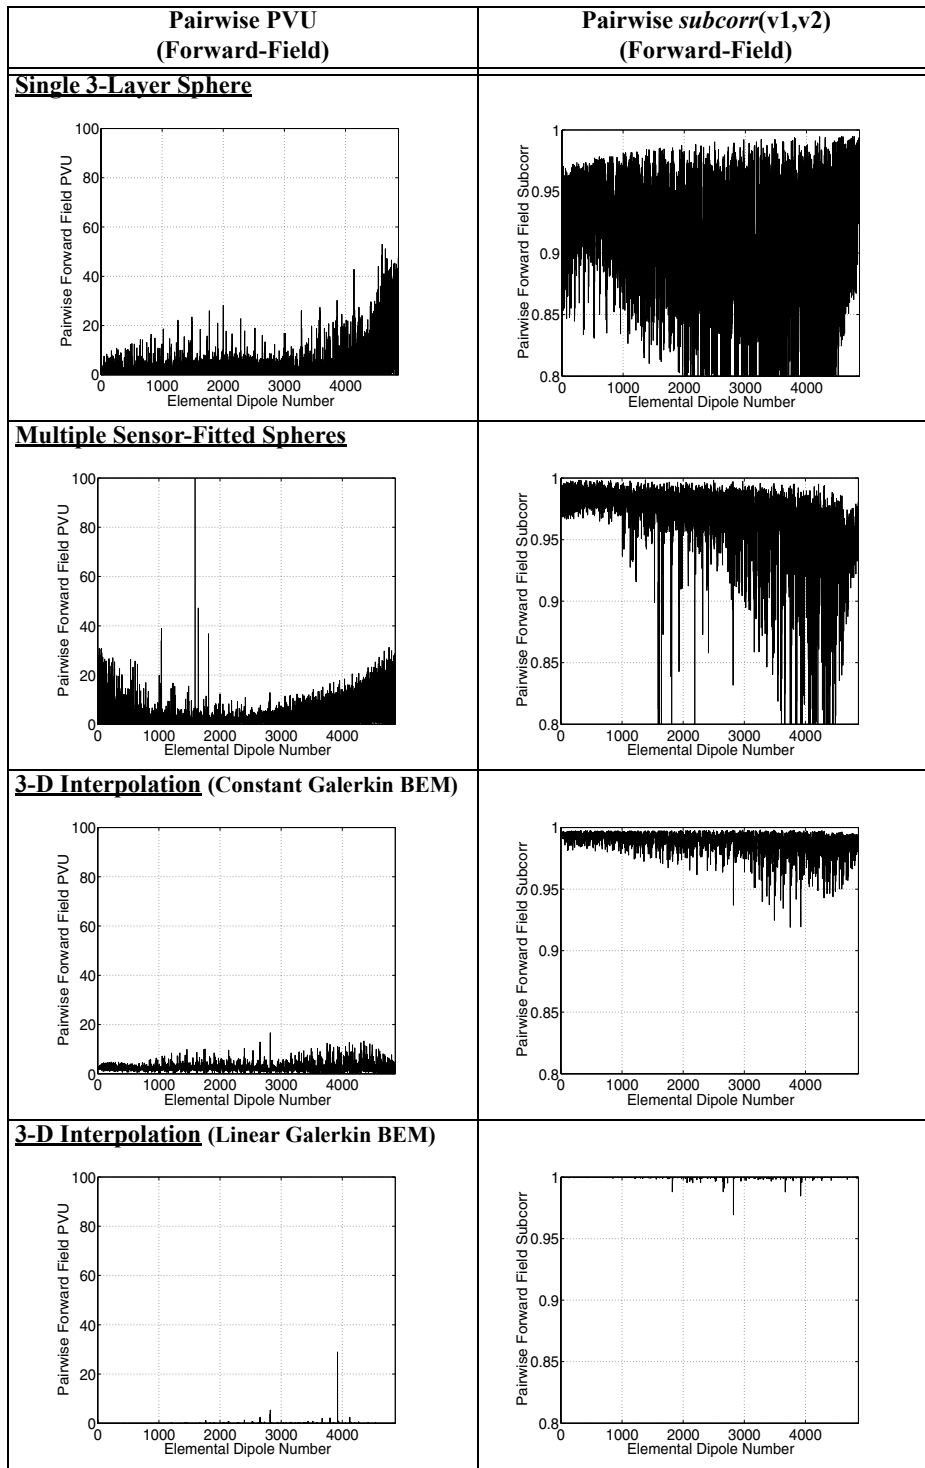 Pairwise PVU
(Forward-Field)
Pairwise subcorr(v1,v2)
(Forward-Field)
Single 3-Layer Sphere
Pairwise Forward Field PVU
100
80
60
40
20
0
0 1000 2000 3000 4000
Elemental Dipole Number
Pairwise Forward Field Subcorr
1
0.95
0.9
0.85
0.8
0 1000 2000 3000 4000
Elemental Dipole Number
Multiple Sensor-Fitted Spheres
Pairwise Forward Field PVU
100
80
60
40
20
0
0 1000 2000 3000 4000
Elemental Dipole Number
Pairwise Forward Field Subcorr
1
0.95
0.9
0.85
0.8
0 1000 2000 3000 4000
Elemental Dipole Number
3-D Interpolation (Constant Galerkin BEM)
Pairwise Forward Field PVU
100
80
60
40
20
0
0 1000 2000 3000 4000
Elemental Dipole Number
Pairwise Forward Field Subcorr
1
0.95
0.9
0.85
0.8
0 1000 2000 3000 4000
Elemental Dipole Number
3-D Interpolation (Linear Galerkin BEM)
Pairwise Forward Field PVU
100
80
60
40
20
0
0 1000 2000 3000 4000
Elemental Dipole Number
Pairwise Forward Field Subcorr
1
0.95
0.9
0.85
0.8
0 1000 2000 3000 4000
Elemental Dipole Number